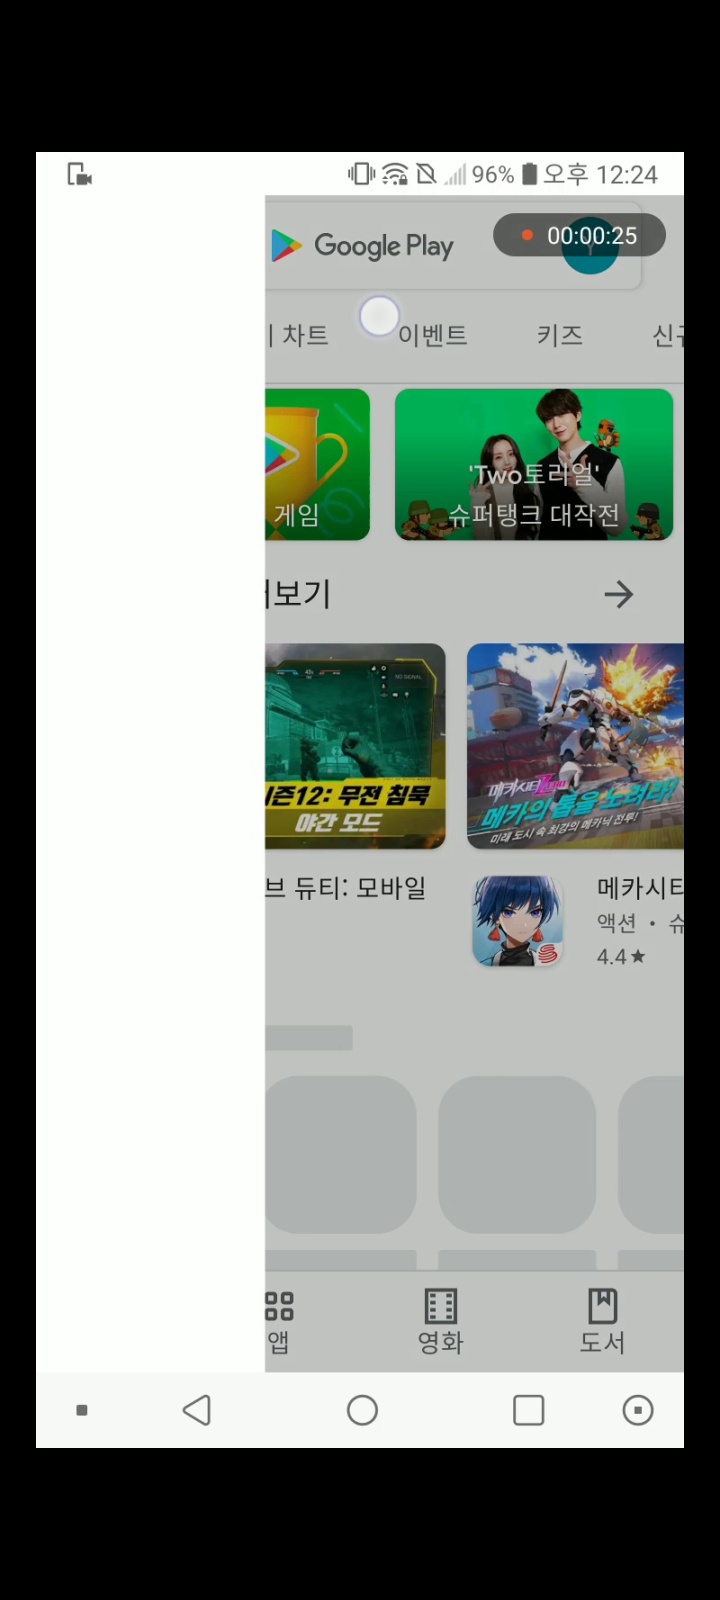 96% 오후 12:24
Google Play
00:00:25
차트 이벤트 키즈
게임
'Two토리얼'
슈퍼탱크 대작전
보기
NO SIGNAL
시즌12: 무전 침묵
야간 모드
메카시티
메카의 톱을 노려라?
미래 도시 속 최강의 메카닉 전투!
브 듀티: 모바일
메카시티
액션 • 슈
4.4★
앱
영화
도서